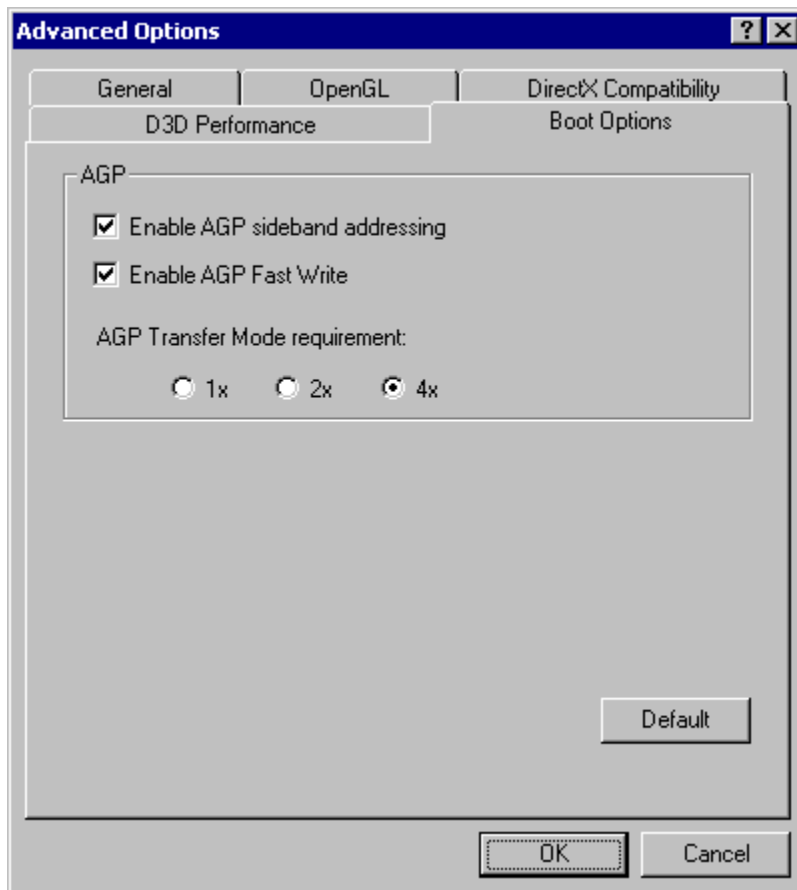 Advanced Options
General
OpenGL
DirectX Compatibility
D3D Performance
Boot Options
AGP
Enable AGP sideband addressing
Enable AGP Fast Write
AGP Transfer Mode requirement:
1x 2x 4x
Default
OK Cancel